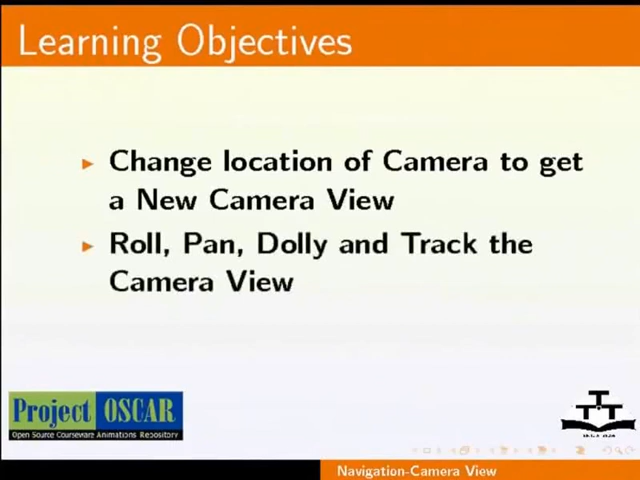 Learning Objectives
Change location of Camera to get
a New Camera View
Roll, Pan, Dolly and Track the
Camera View
Project OSCAR
Open Source Courseware Animations Repository
Navigation-Camera View